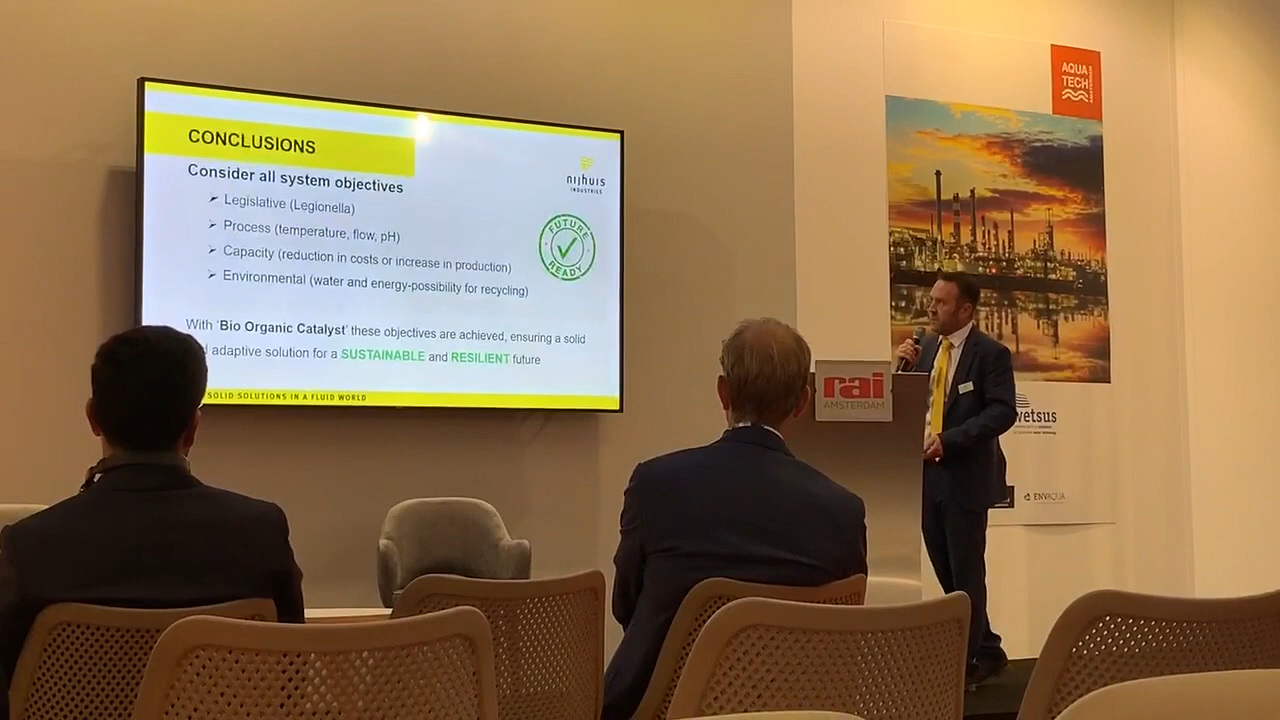 CONCLUSIONS
Consider all system objectives
Legislative (Legionella)
Process (temperature, flow, pH)
Capacity (reduction in costs or increase in production)
Environmental (water and energy-possibility for recycling)
With 'Bio Organic Catalyst' these objectives are achieved, ensuring a solid
adaptive solution for a SUSTAINABLE and RESILIENT future
SOLID SOLUTIONS IN A FLUID WORLD
nijhuis
INDUSTRIES
FUTURE
READY
AQUA
TECH
rai
AMSTERDAM
wetsus
ENVAQUA